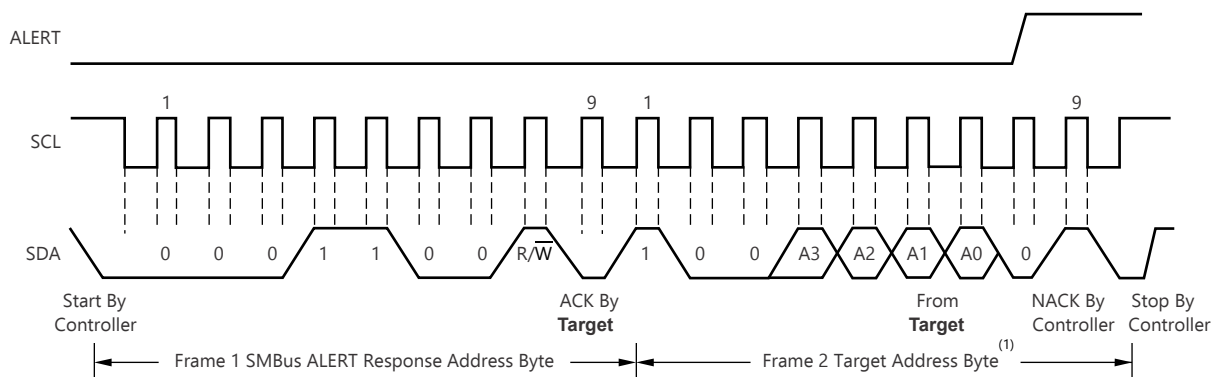 ALERT
1 9 1 9
SCL
SDA 0 0 0 1 1 0 0 R/W 1 0 0 A3 A2 A1 A0 0
Start By
Controller
ACK By
Target
From
Target
NACK By
Controller
Stop By
Controller
Frame 1 SMBus ALERT Response Address Byte
Frame 2 Target Address Byte(1)